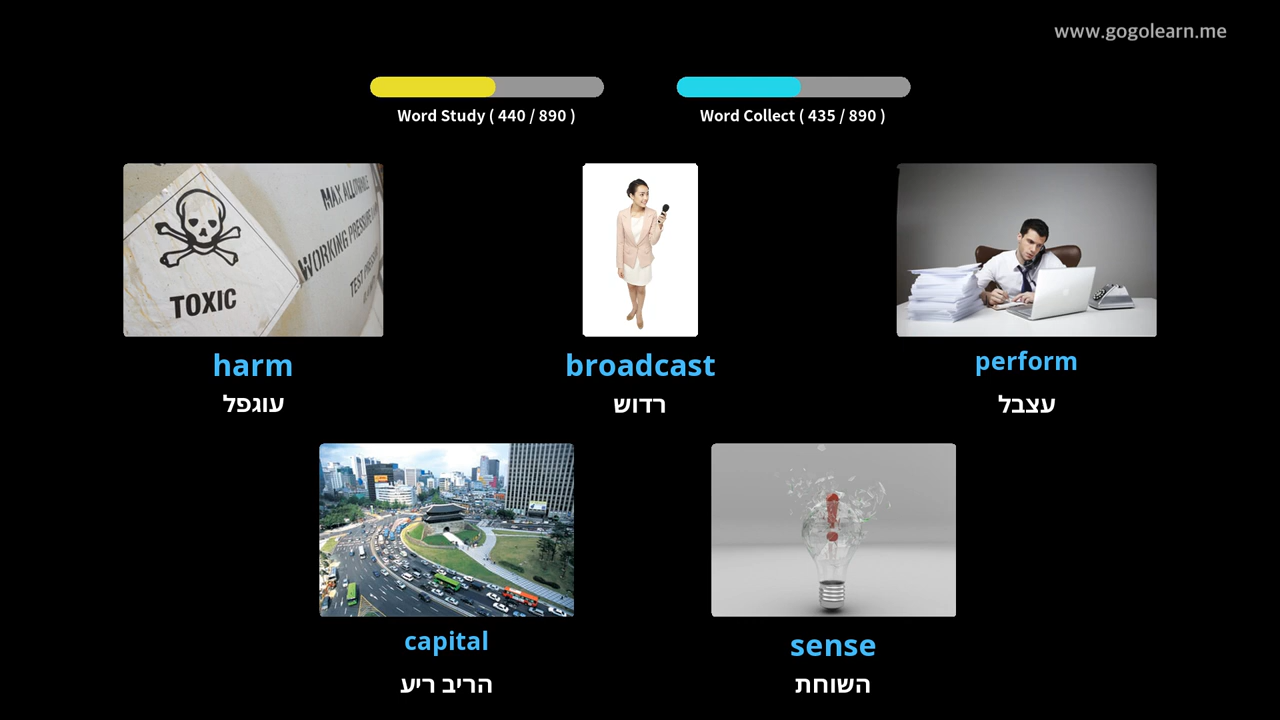 www.gogolearn.me
Word Study ( 440 / 890 )
Word Collect ( 435 / 890 )
MAX ALLOWABLE
WORKING PRESSURE
TEST
TOXIC
harm
עוגפל
broadcast
רדוש
perform
עצבל
capital
הריב ריע
sense
השוחת